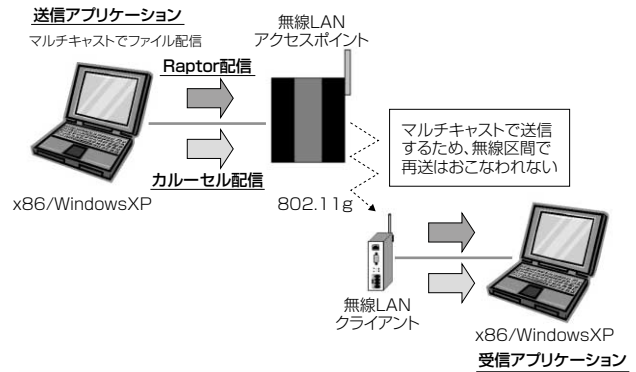 送信アプリケーション
マルチキャストでファイル配信
無線LAN
アクセスポイント
Raptor配信
カルーセル配信
x86/WindowsXP
802.11g
マルチキャストで送信
するため、無線区間で
再送はおこなわれない
無線LAN
クライアント
x86/WindowsXP
受信アプリケーション